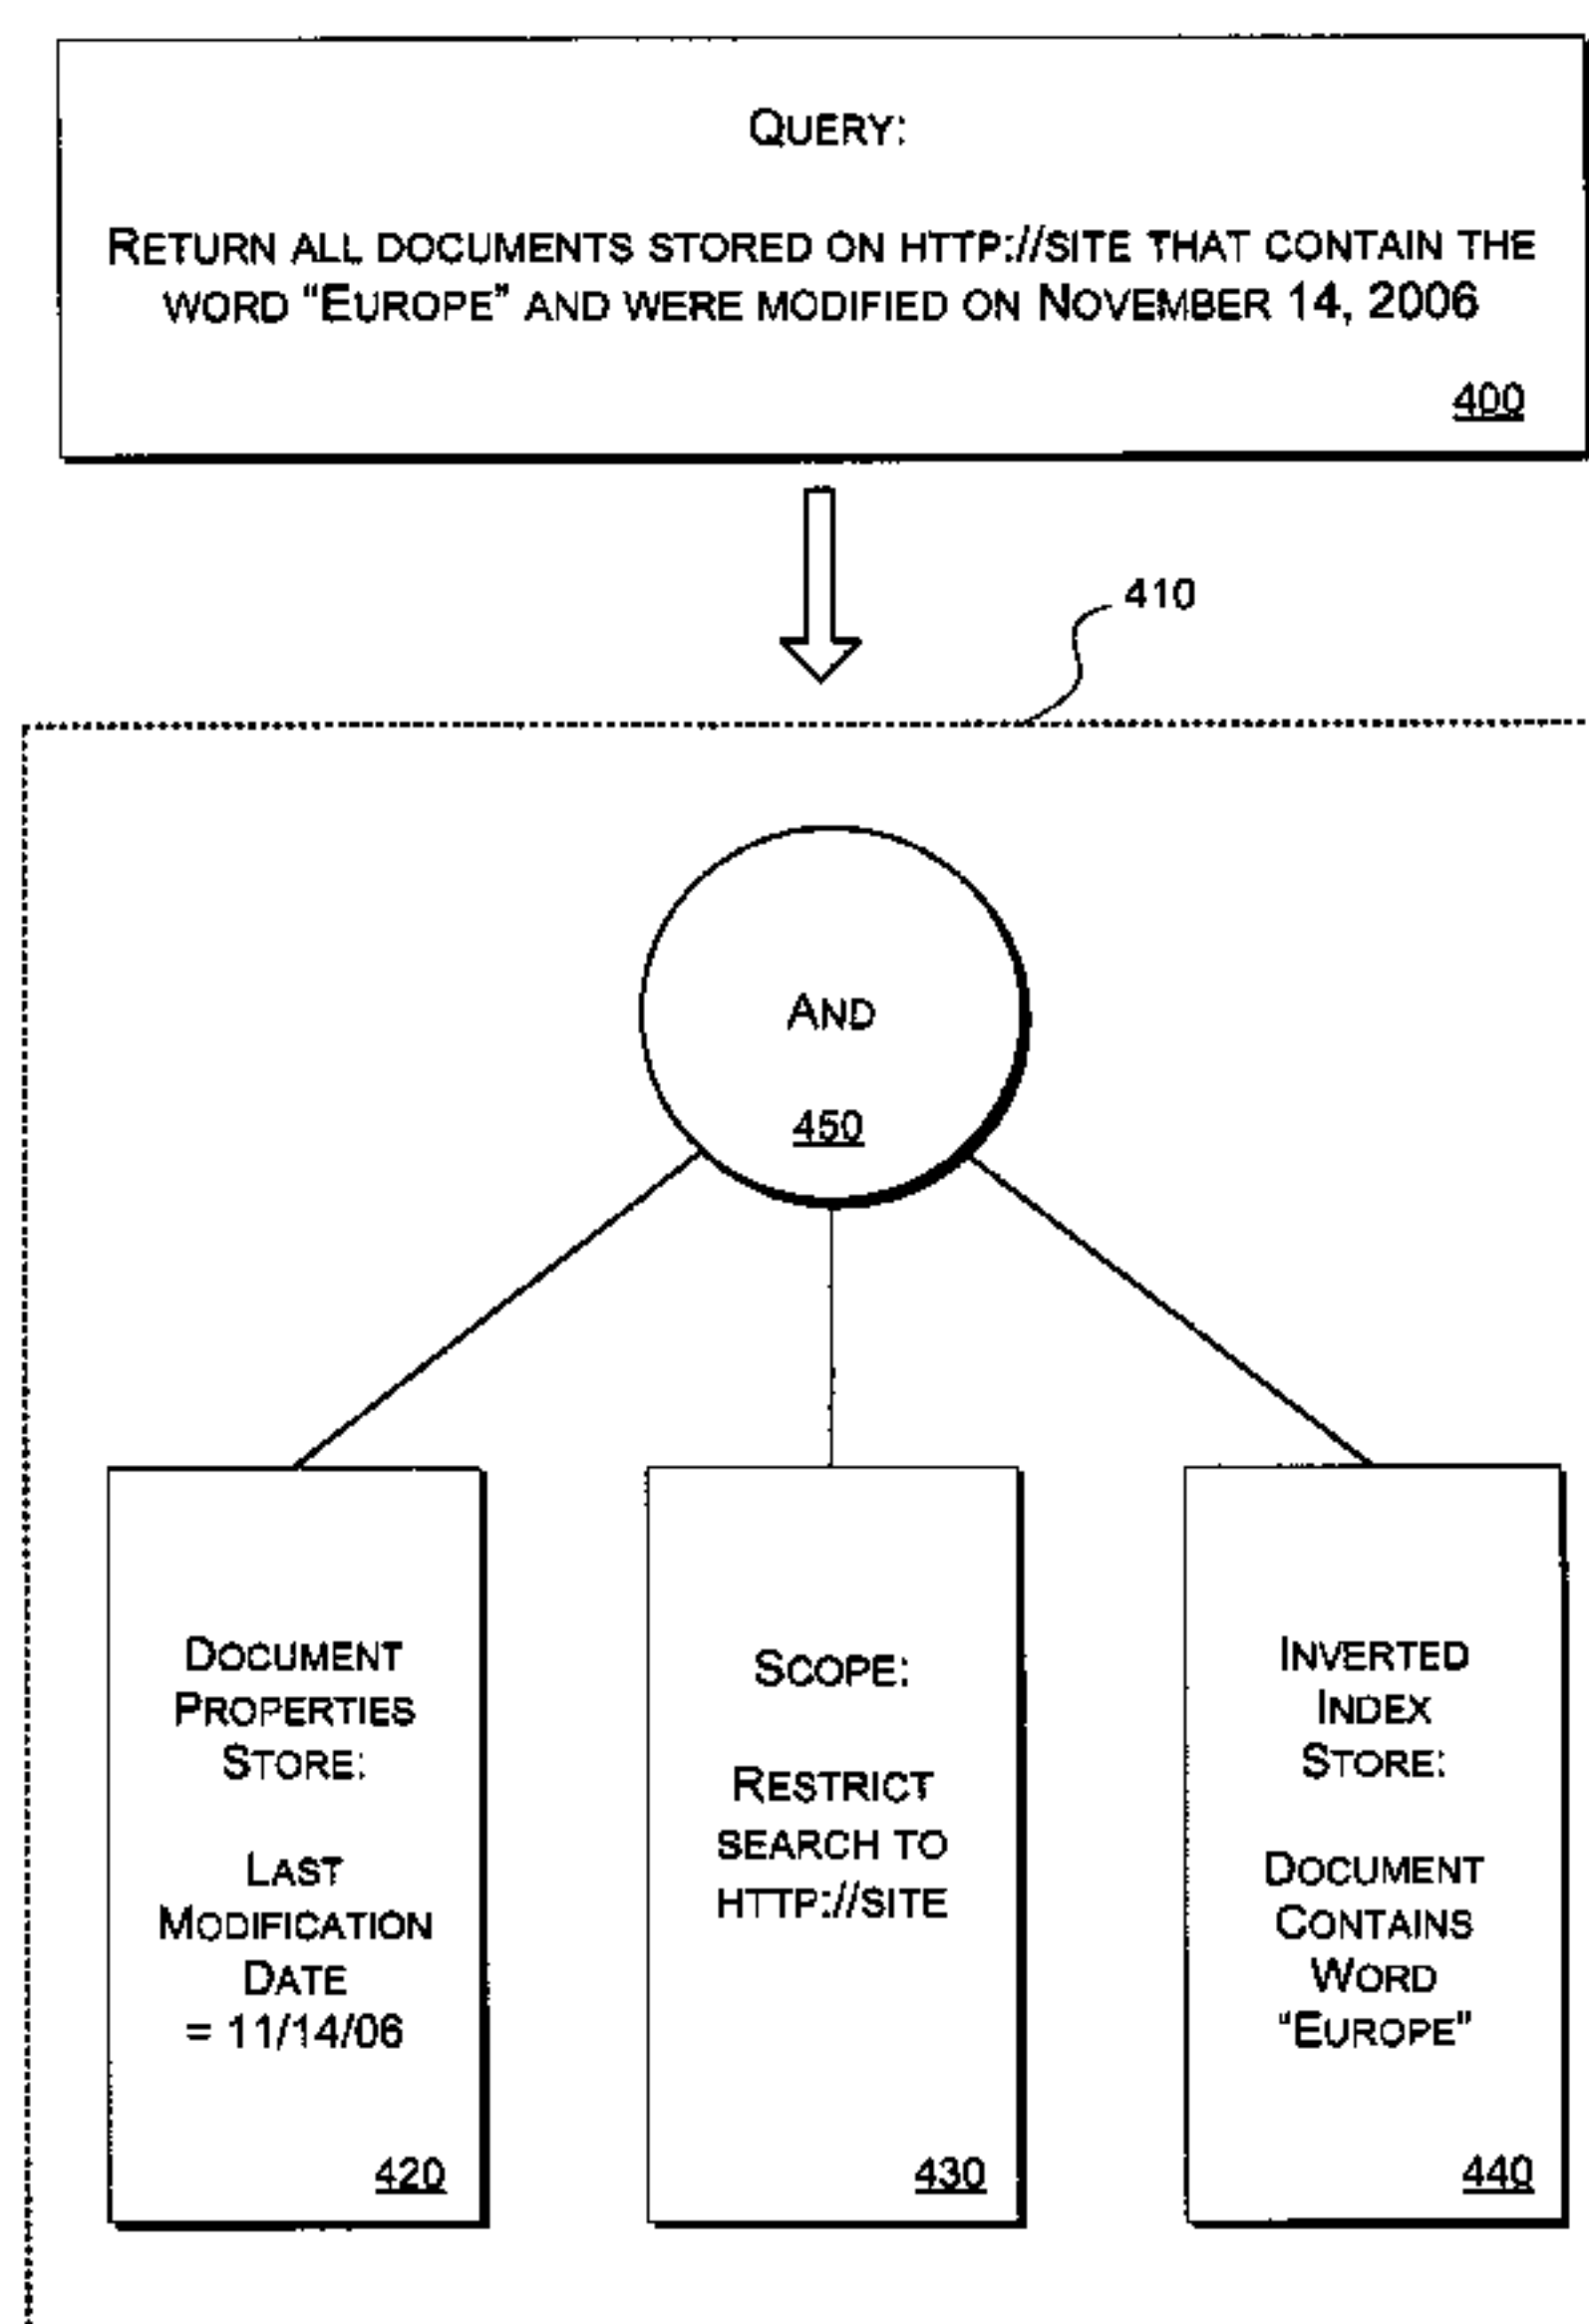 QUERY:
RETURN ALL DOCUMENTS STORED ON HTTP://SITE THAT CONTAIN THE
WORD “EUROPE” AND WERE MODIFIED ON NOVEMBER 14, 2006
400
410
AND
450
DOCUMENT
PROPERTIES
STORE:
LAST
MODIFICATION
DATE
= 11/14/06
420
SCOPE:
RESTRICT
SEARCH TO
HTTP://SITE
430
INVERTED
INDEX
STORE:
DOCUMENT
CONTAINS
WORD
“EUROPE”
440